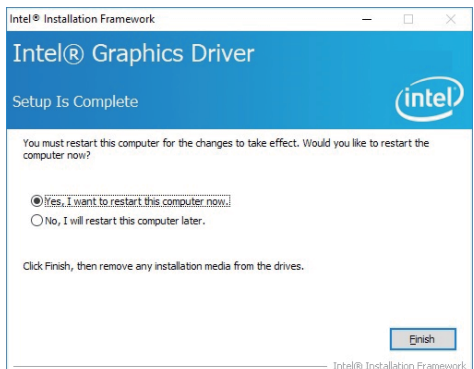 Intel® Installation Framework
Intel® Graphics Driver
Setup Is Complete
intel
You must restart this computer for the changes to take effect. Would you like to restart the
computer now?
Yes, I want to restart this computer now.
No, I will restart this computer later.
Click Finish, then remove any installation media from the drives.
Finish
Intel® Installation Framework